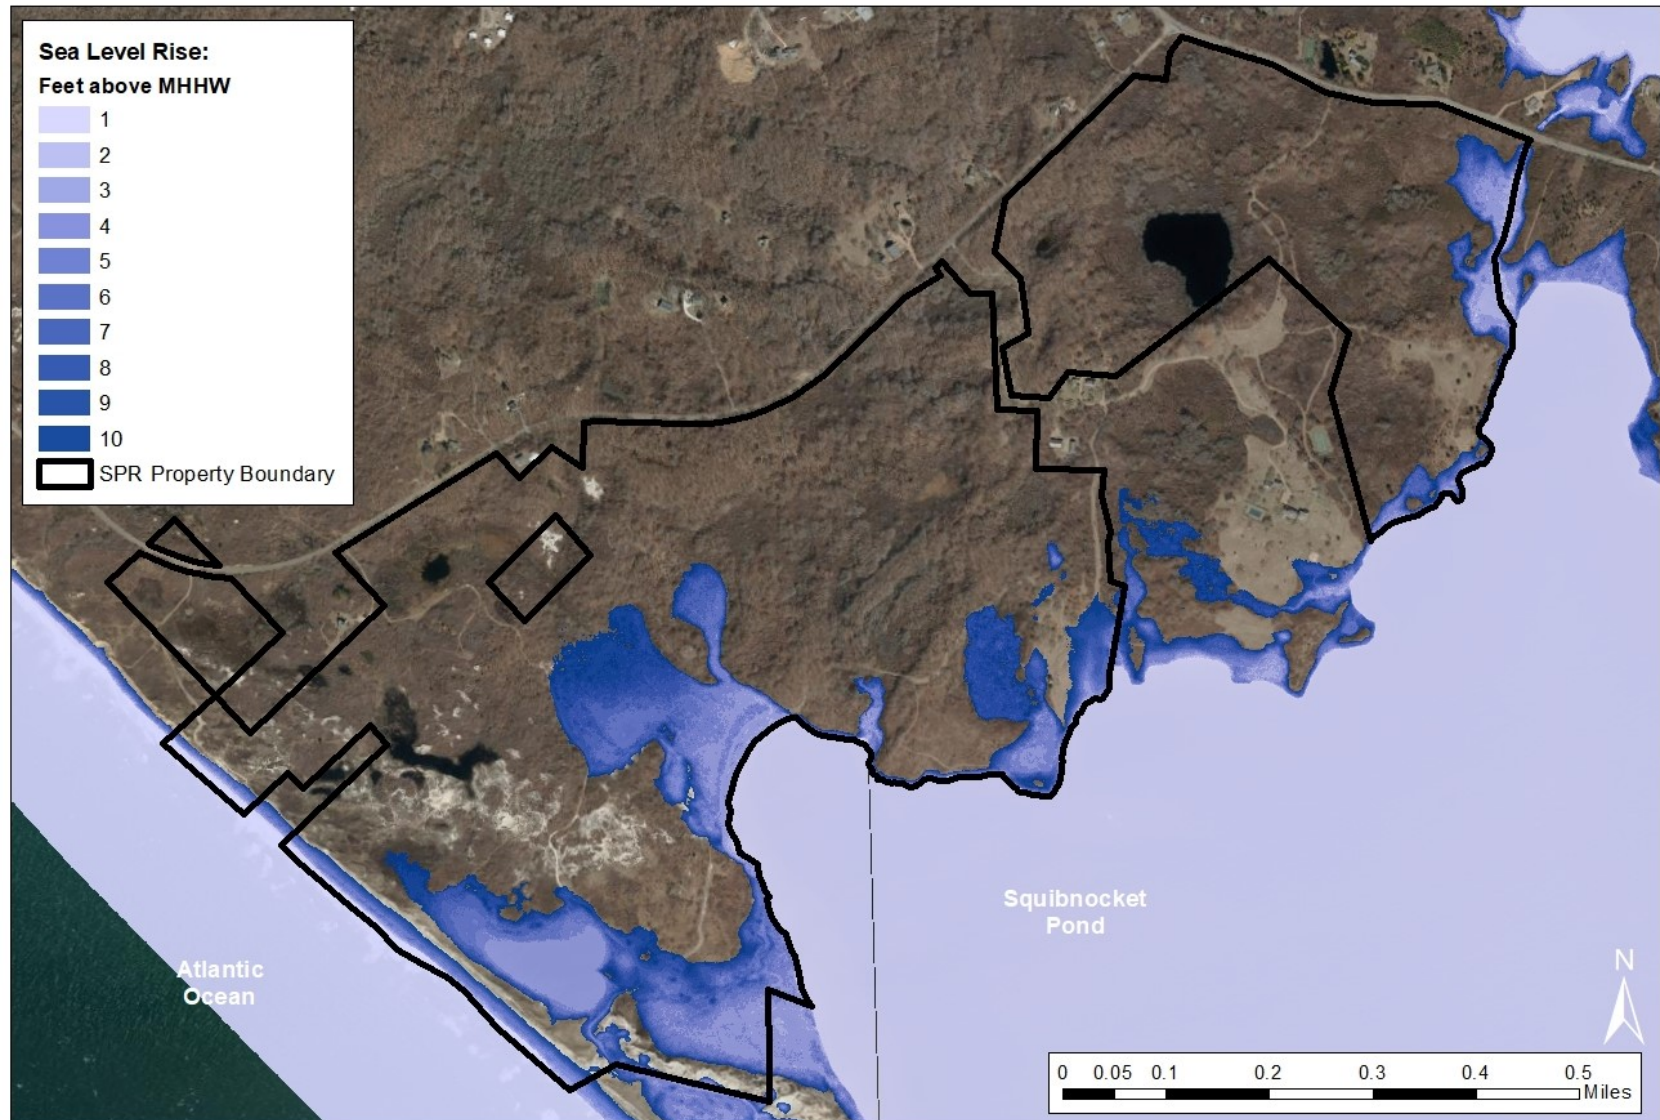 Sea Level Rise:
Feet above MHHW
1
2
3
4
5
6
7
8
9
10
SPR Property Boundary
Squibnocket
Pond
Atlantic
Ocean
N
0 0.05 0.1 0.2 0.3 0.4 0.5
Miles